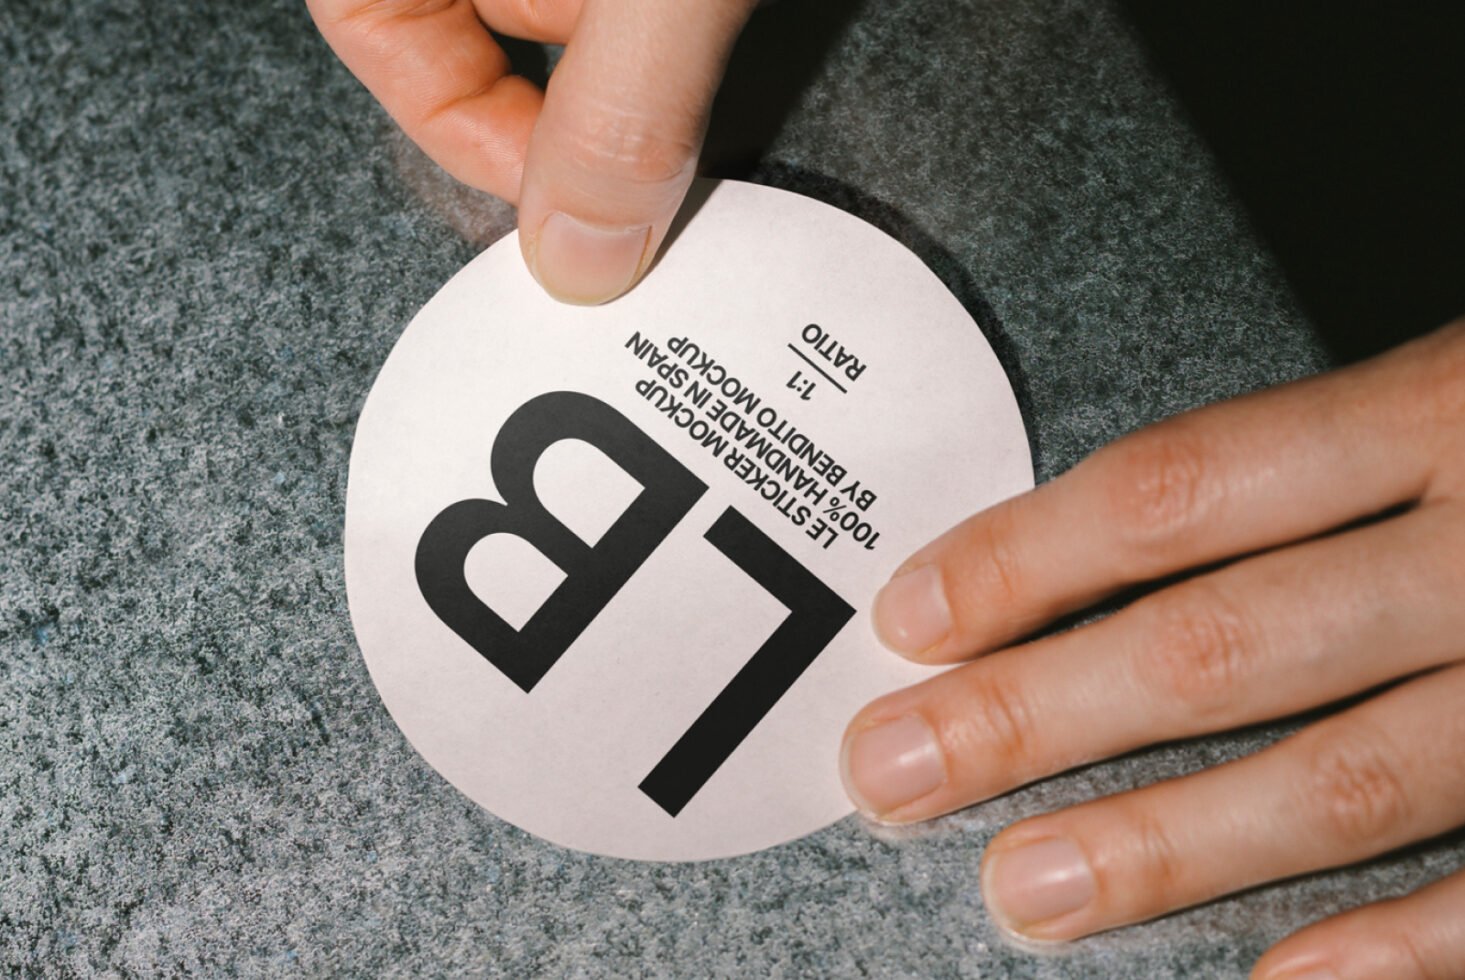 LB
LE STICKER MOCKUP
100% HANDMADE IN SPAIN
BY BENDITO MOCKUP
1:1
RATIO